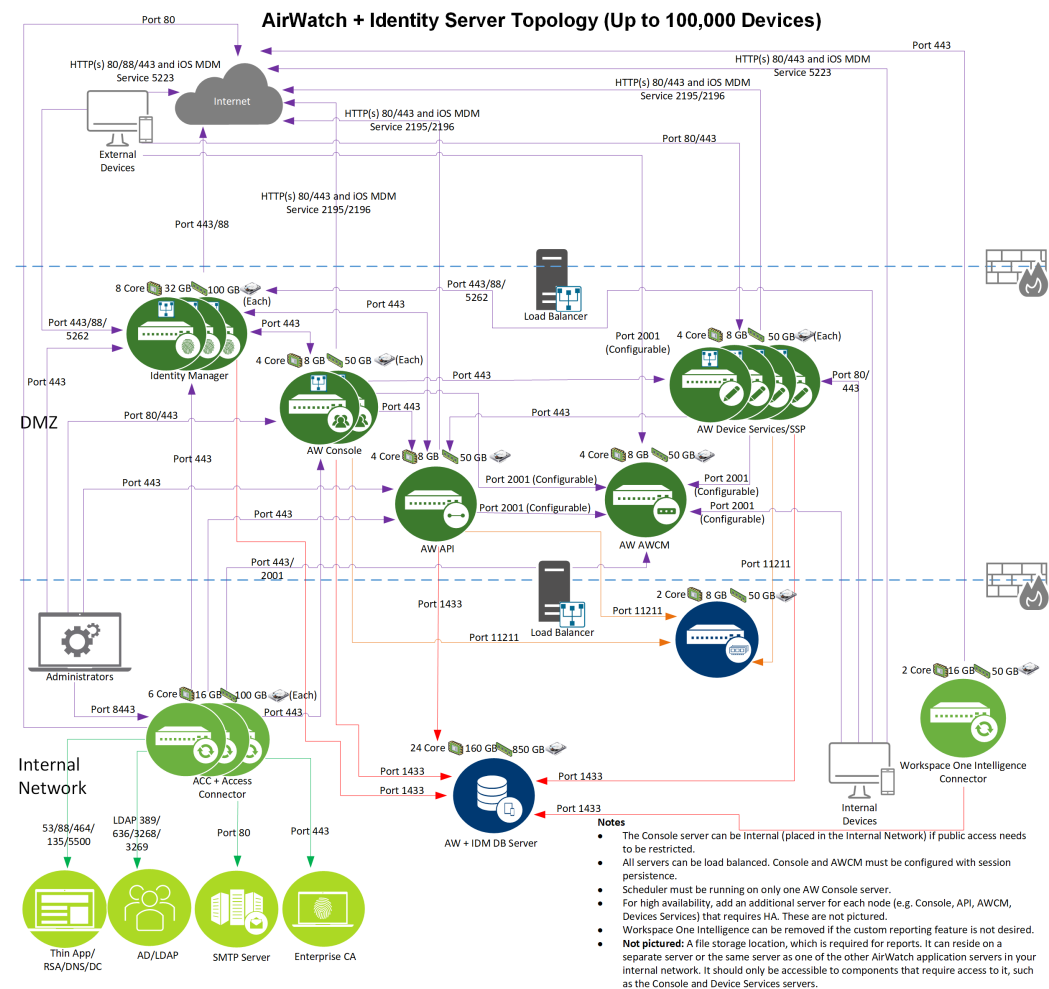 AirWatch + Identity Server Topology (Up to 100,000 Devices)
Port 80
Port 443
HTTP(s) 80/88/443 and iOS MDM
Service 5223
HTTP(s) 80/443 and iOS MDM
Service 5223
HTTP(s) 80/443 and iOS MDM
Service 2195/2196
Internet
HTTP(s) 80/443 and iOS MDM
Service 2195/2196
External
Devices
Port 80/443
HTTP(s) 80/443 and iOS MDM
Service 2195/2196
Port 443/88
8 Core 32 GB 100 GB
(Each)
Port 443/88/
5262
Load Balancer
Port 443
Port 443
Port 443/88/
5262
Port 2001
(Configurable)
4 Core 8 GB 50 GB (Each)
4 Core 8 GB 50 GB (Each)
Identity Manager
Port 443
Port 443
Port 80/
443
DMZ
Port 80/443
Port 443
Port 443
AW Console
AW Device Services/SSP
Port 443
4 Core 8 GB 50 GB
4 Core 8 GB 50 GB
Port 443
Port 2001 (Configurable)
Port 2001
(Configurable)
Port 443
Port 2001 (Configurable)
Port 2001
(Configurable)
AW API
AW AWCM
Port 443/
2001
Port 11211
Port 1433
2 Core 8 GB 50 GB
Port 11211
Load Balancer
Port 11211
Administrators
2 Core 16 GB 50 GB
6 Core 16 GB 100 GB (Each)
Port 8443
Port 443
24 Core 160 GB 850 GB
Workspace One Intelligence
Connector
Internal
Network
ACC + Access
Connector
Port 1433
Port 1433
Port 1433
Internal
Devices
Port 1433
53/88/464/
135/5500
LDAP 389/
636/3268/
3269
Port 80
Port 443
AW + IDM DB Server
Thin App/
RSA/DNS/DC
AD/LDAP
SMTP Server
Enterprise CA
Notes
• The Console server can be Internal (placed in the Internal Network) if public access needs
to be restricted.
• All servers can be load balanced. Console and AWCM must be configured with session
persistence.
• Scheduler must be running on only one AW Console server.
• For high availability, add an additional server for each node (e.g. Console, API, AWCM,
Devices Services) that requires HA. These are not pictured.
• Workspace One Intelligence can be removed if the custom reporting feature is not desired.
• Not pictured: A file storage location, which is required for reports. It can reside on a
separate server or the same server as one of the other AirWatch application servers in your
internal network. It should only be accessible to components that require access to it, such
as the Console and Device Services servers.